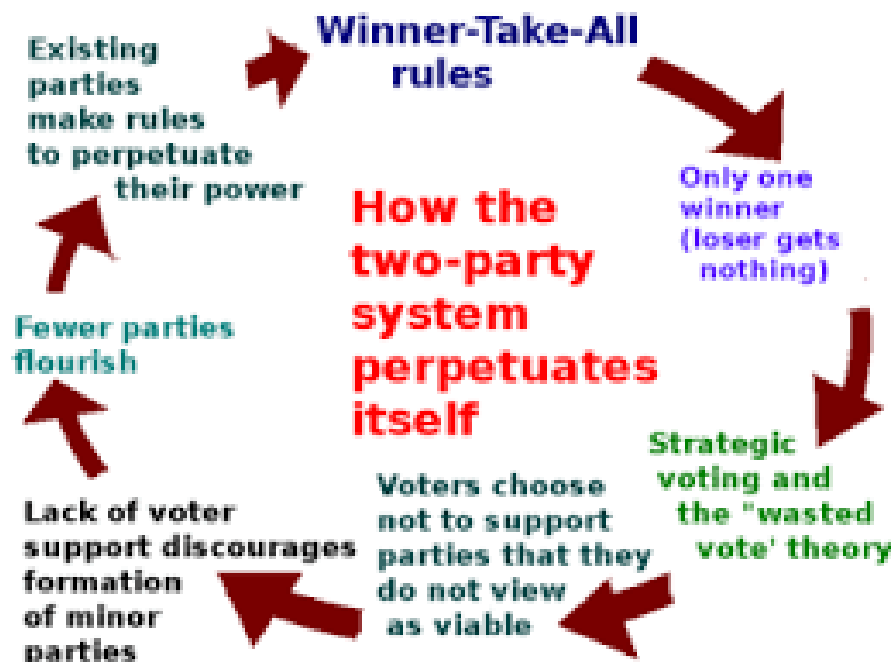 Winner-Take-All
rules
Only one
winner
(loser gets
nothing)
Strategic
voting and
the "wasted
vote' theory
Voters choose
not to support
parties that they
do not view
as viable
Lack of voter
support discourages
formation
of minor
parties
Fewer parties
flourish
Existing
parties
make rules
to perpetuate
their power
How the
two-party
system
perpetuates
itself